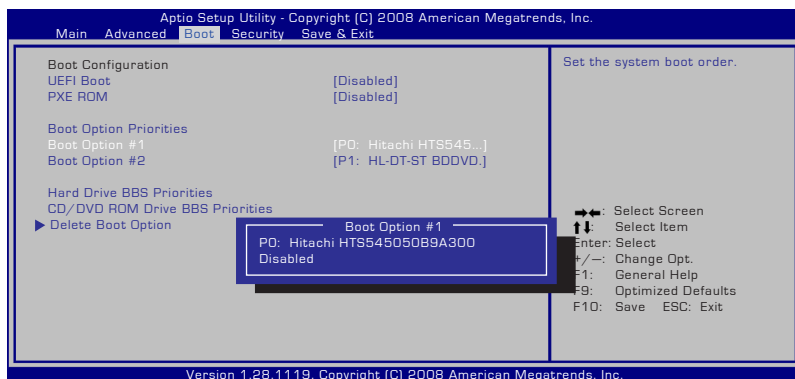 Aptio Setup Utility - Copyright (C) 2008 American Megatrends, Inc.
Main Advanced Boot Security Save & Exit
Boot Configuration
UEFI Boot [Disabled]
PXE ROM [Disabled]
Boot Option Priorities
Boot Option #1 [P0: Hitachi HTS545...]
Boot Option #2 [P1: HL-DT-ST BDDVD.]
Hard Drive BBS Priorities
CD/DVD ROM Drive BBS Priorities
Delete Boot Option
Boot Option #1
P0: Hitachi HTS545050B9A300
Disabled
Set the system boot order.
→←: Select Screen
↑↓: Select Item
Enter: Select
+/—: Change Opt.
F1: General Help
F9: Optimized Defaults
F10: Save ESC: Exit
Version 1.28.1119. Copyright (C) 2008 American Megatrends, Inc.